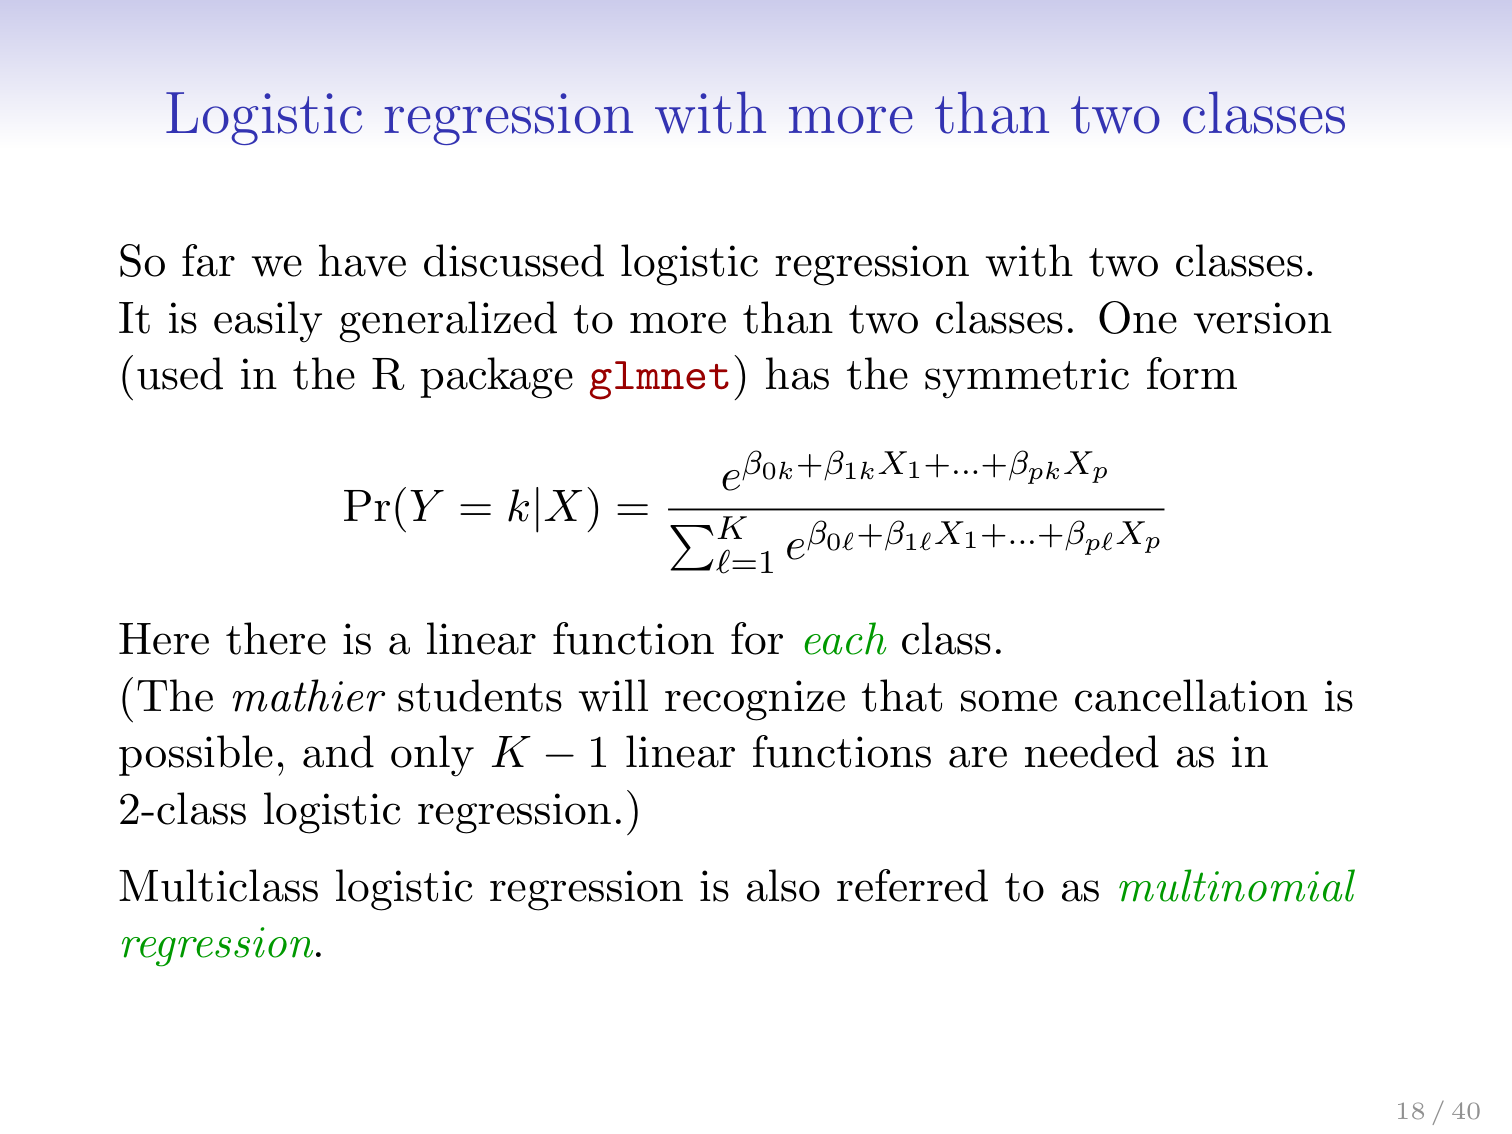 Logistic regression with more than two classes
So far we have discussed logistic regression with two classes.
It is easily generalized to more than two classes. One version
(used in the R package glmnet) has the symmetric form
Pr(Y = k|X) = \frac{e^{β_{0k}+β_{1k}X_1+...+β_{pk}X_p}}{\sum_{ℓ=1}^{K} e^{β_{0ℓ}+β_{1ℓ}X_1+...+β_{pℓ}X_p}}
Here there is a linear function for each class.
(The mathier students will recognize that some cancellation is
possible, and only K − 1 linear functions are needed as in
2-class logistic regression.)
Multiclass logistic regression is also referred to as multinomial
regression.
18 / 40